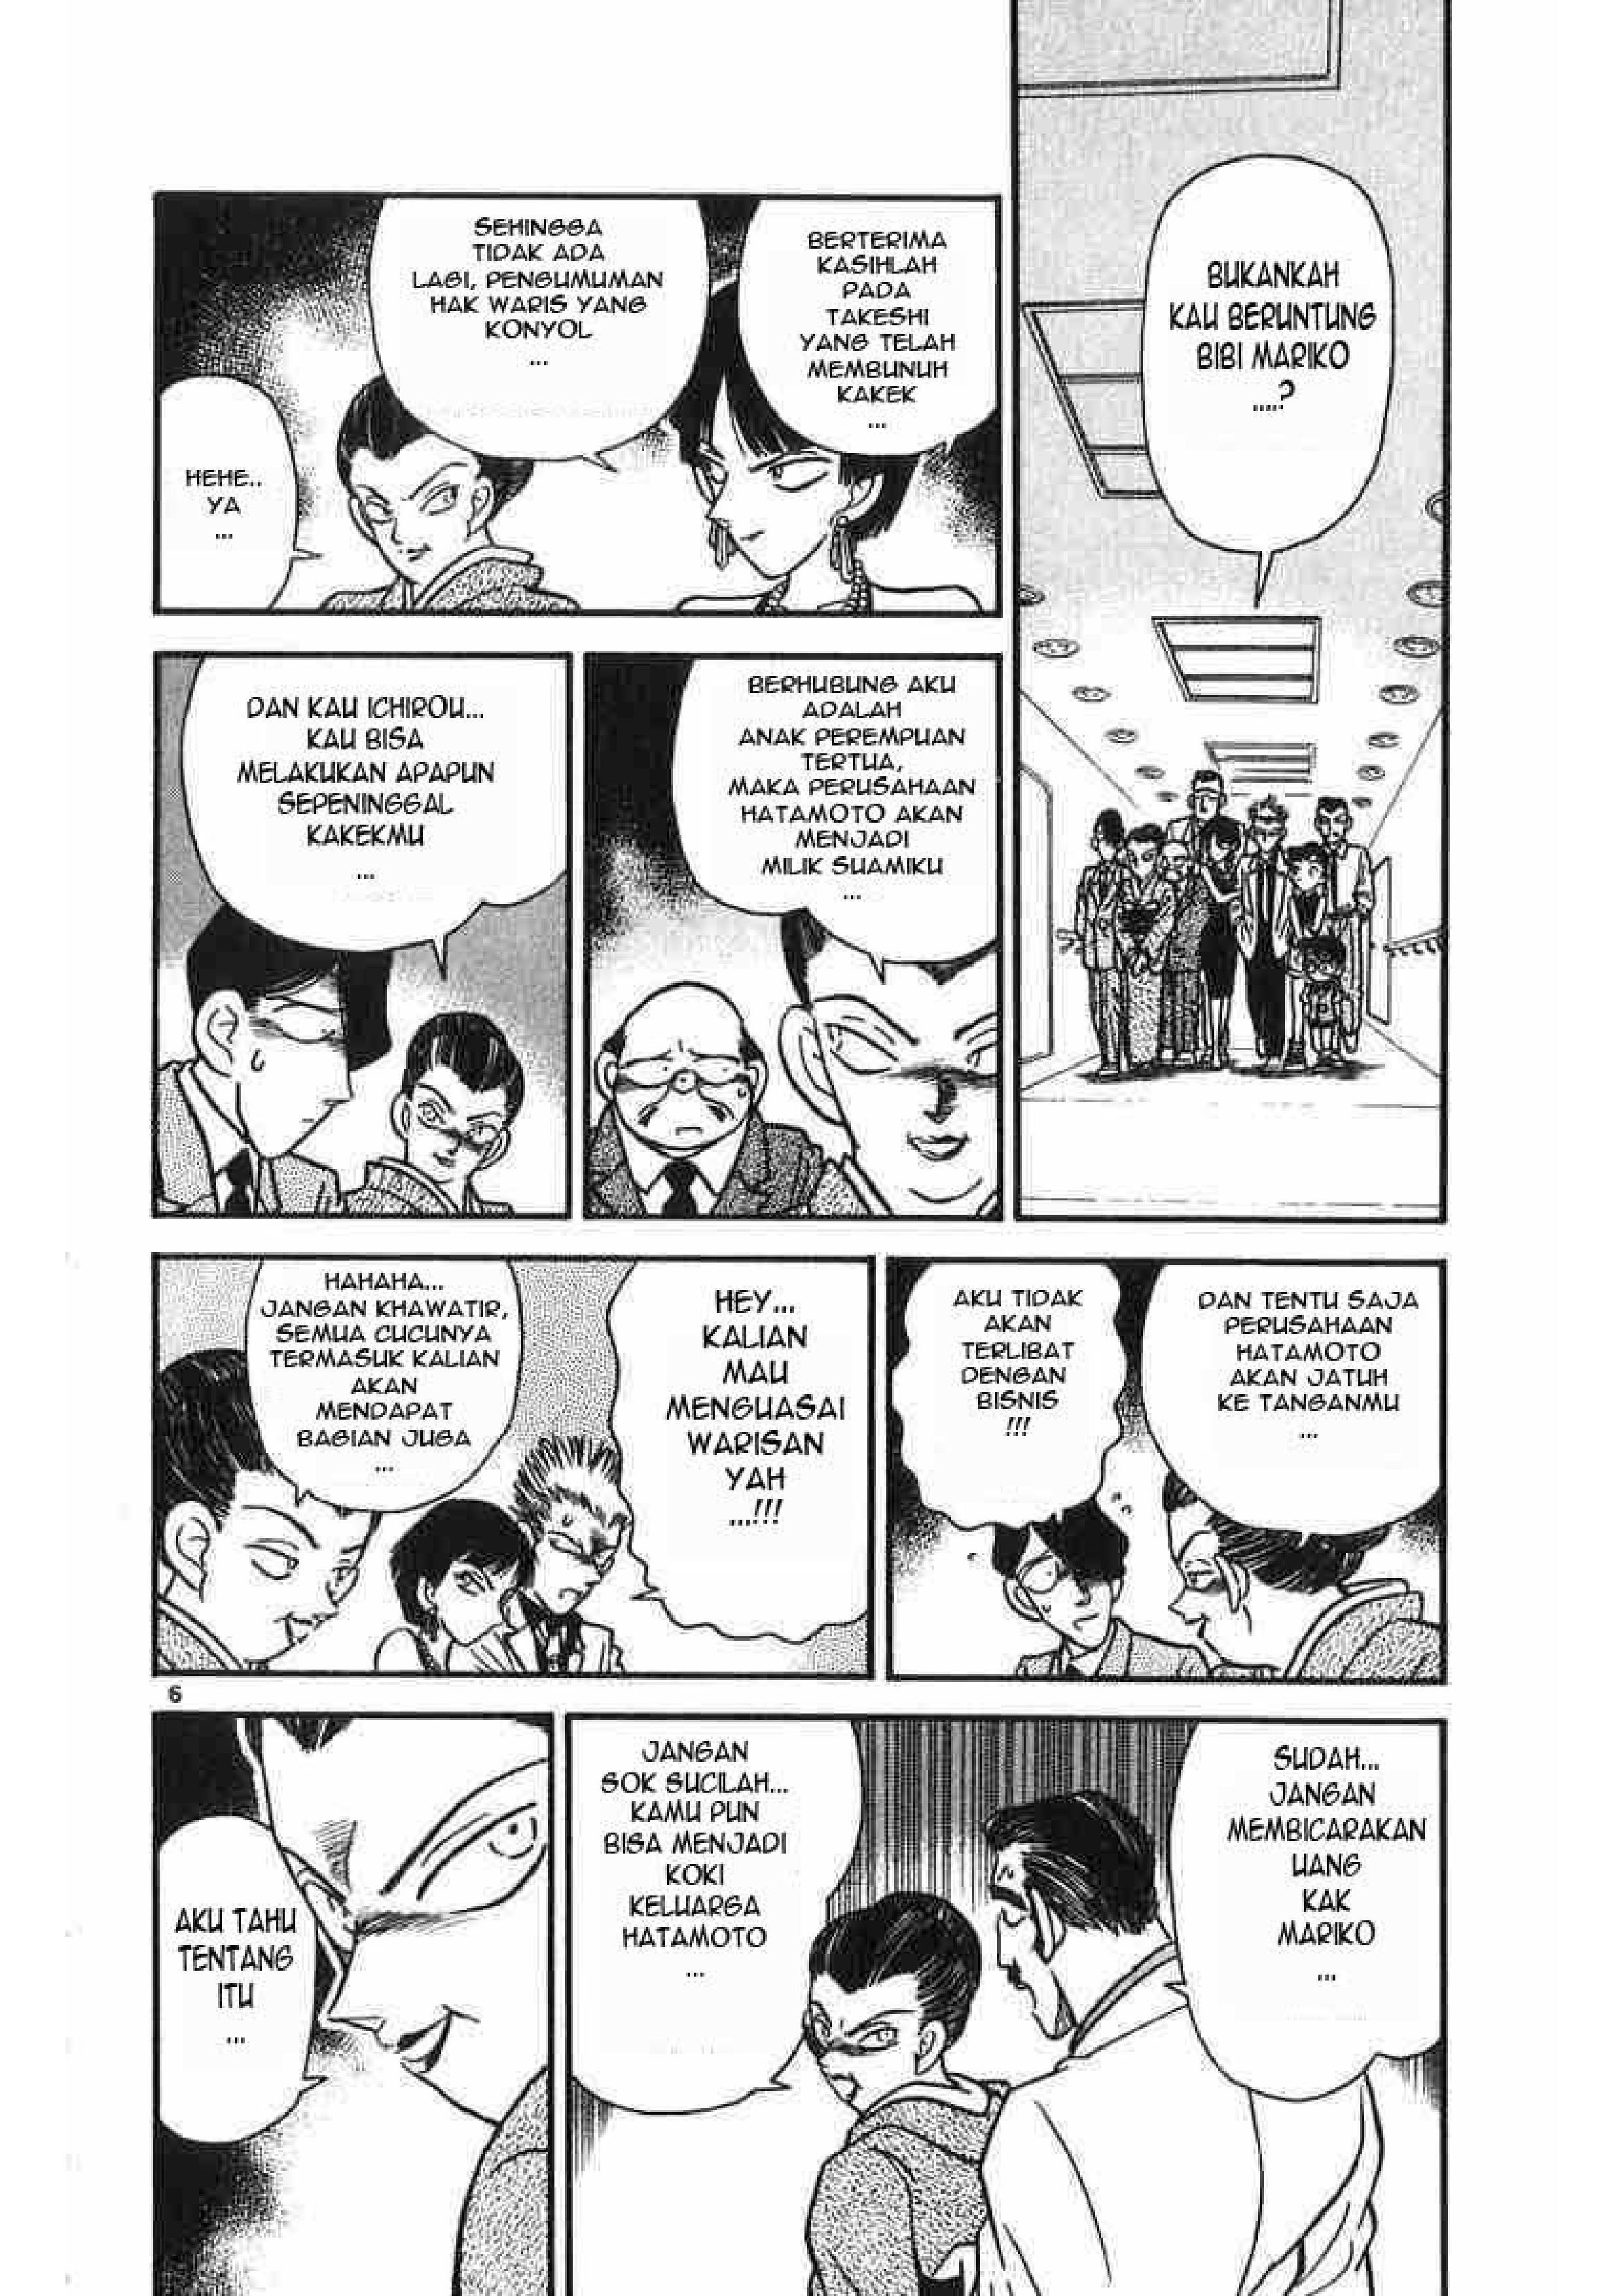 BUKANKAH
KAU BERUNTUNG
BIBI MARIKO
....?
BERTERIMA
KASIHLAH
PADA
TAKESHI
YANG TELAH
MEMBUNUH
KAKEK
...
SEHINGGA
TIDAK ADA
LAGI, PENGUMUMAN
HAK WARIS YANG
KONYOL
...
HEHE..
YA
...
BERHUBUNG AKU
ADALAH
ANAK PEREMPUAN
TERTUA,
MAKA PERUSAHAAN
HATAMOTO AKAN
MENJADI
MILIK SUAMIKU
...
DAN KAU ICHIROU...
KAU BISA
MELAKUKAN APAPUN
SEPENINGGAL
KAKEKMU
...
DAN TENTU SAJA
PERUSAHAAN
HATAMOTO
AKAN JATUH
KE TANGANMU
...
AKU TIDAK
AKAN
TERLIBAT
DENGAN
BISNIS
!!!
HEY...
KALIAN
MAU
MENGUASAI
WARISAN
YAH
...!!!
HAHAHA...
JANGAN KHAWATIR,
SEMUA CUCUNYA
TERMASUK KALIAN
AKAN
MENDAPAT
BAGIAN JUGA
...
6
SUDAH...
JANGAN
MEMBICARAKAN
UANG
KAK
MARIKO
...
JANGAN
SOK SUCILAH...
KAMU PUN
BISA MENJADI
KOKI
KELUARGA
HATAMOTO
...
AKU TAHU
TENTANG
ITU
...